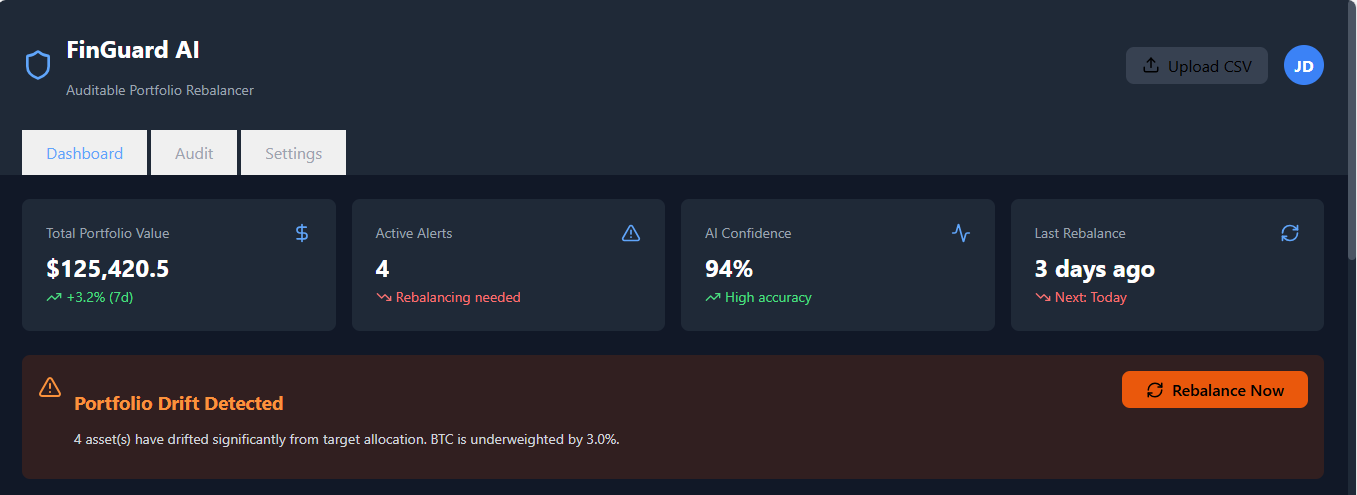 FinGuard AI
Auditable Portfolio Rebalancer
Upload CSV
JD
Dashboard
Audit
Settings
Total Portfolio Value
$125,420.5
+3.2% (7d)
Active Alerts
4
Rebalancing needed
AI Confidence
94%
High accuracy
Last Rebalance
3 days ago
Next: Today
Portfolio Drift Detected
4 asset(s) have drifted significantly from target allocation. BTC is underweighted by 3.0%.
Rebalance Now